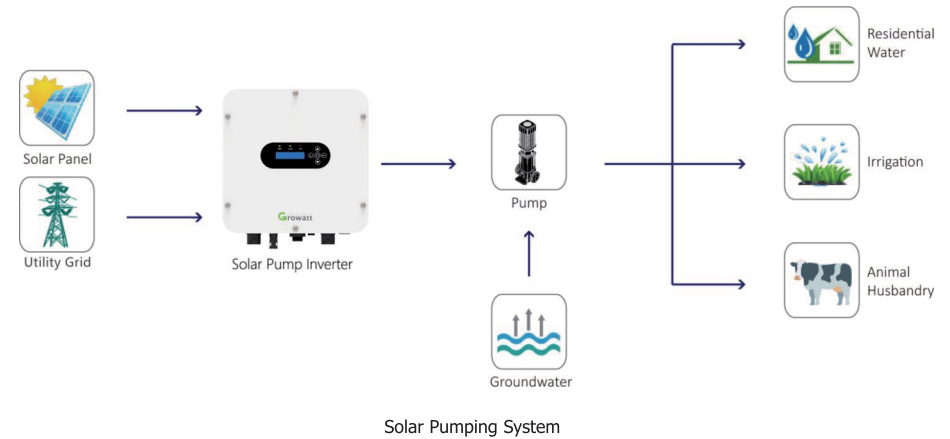 Residential
Water
Solar Panel
Irrigation
Growatt
Pump
Utility Grid
Solar Pump Inverter
Animal
Husbandry
Groundwater
Solar Pumping System